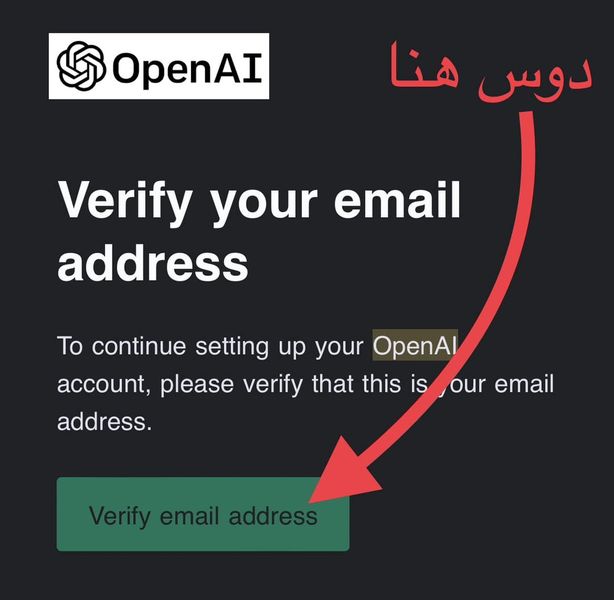 OpenAI
دوس هنا
Verify your email
address
To continue setting up your OpenAI
account, please verify that this is your email
address.
Verify email address